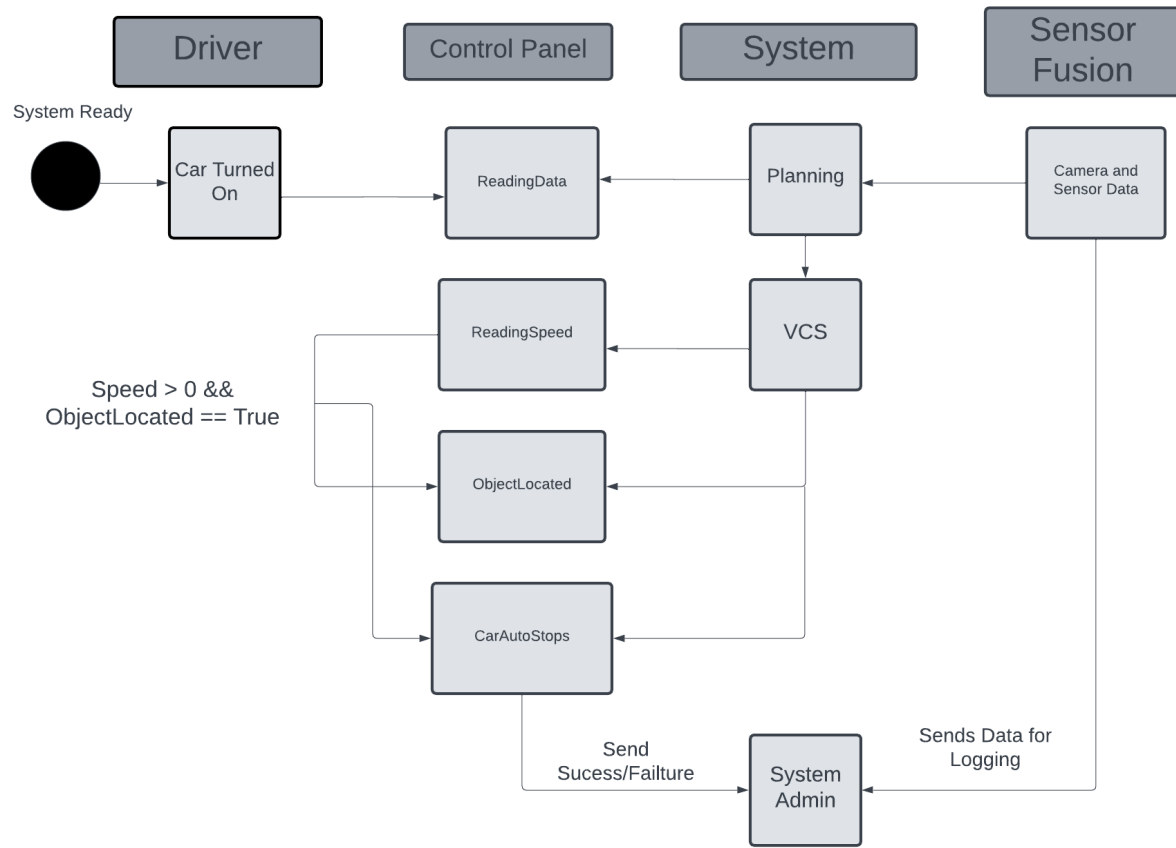 Driver
Control Panel
System
Sensor
Fusion
System Ready
Car Turned
On
ReadingData
Planning
Camera and
Sensor Data
ReadingSpeed
VCS
Speed > 0 &&
ObjectLocated == True
ObjectLocated
CarAutoStops
Send
Sucess/Failture
System
Admin
Sends Data for
Logging